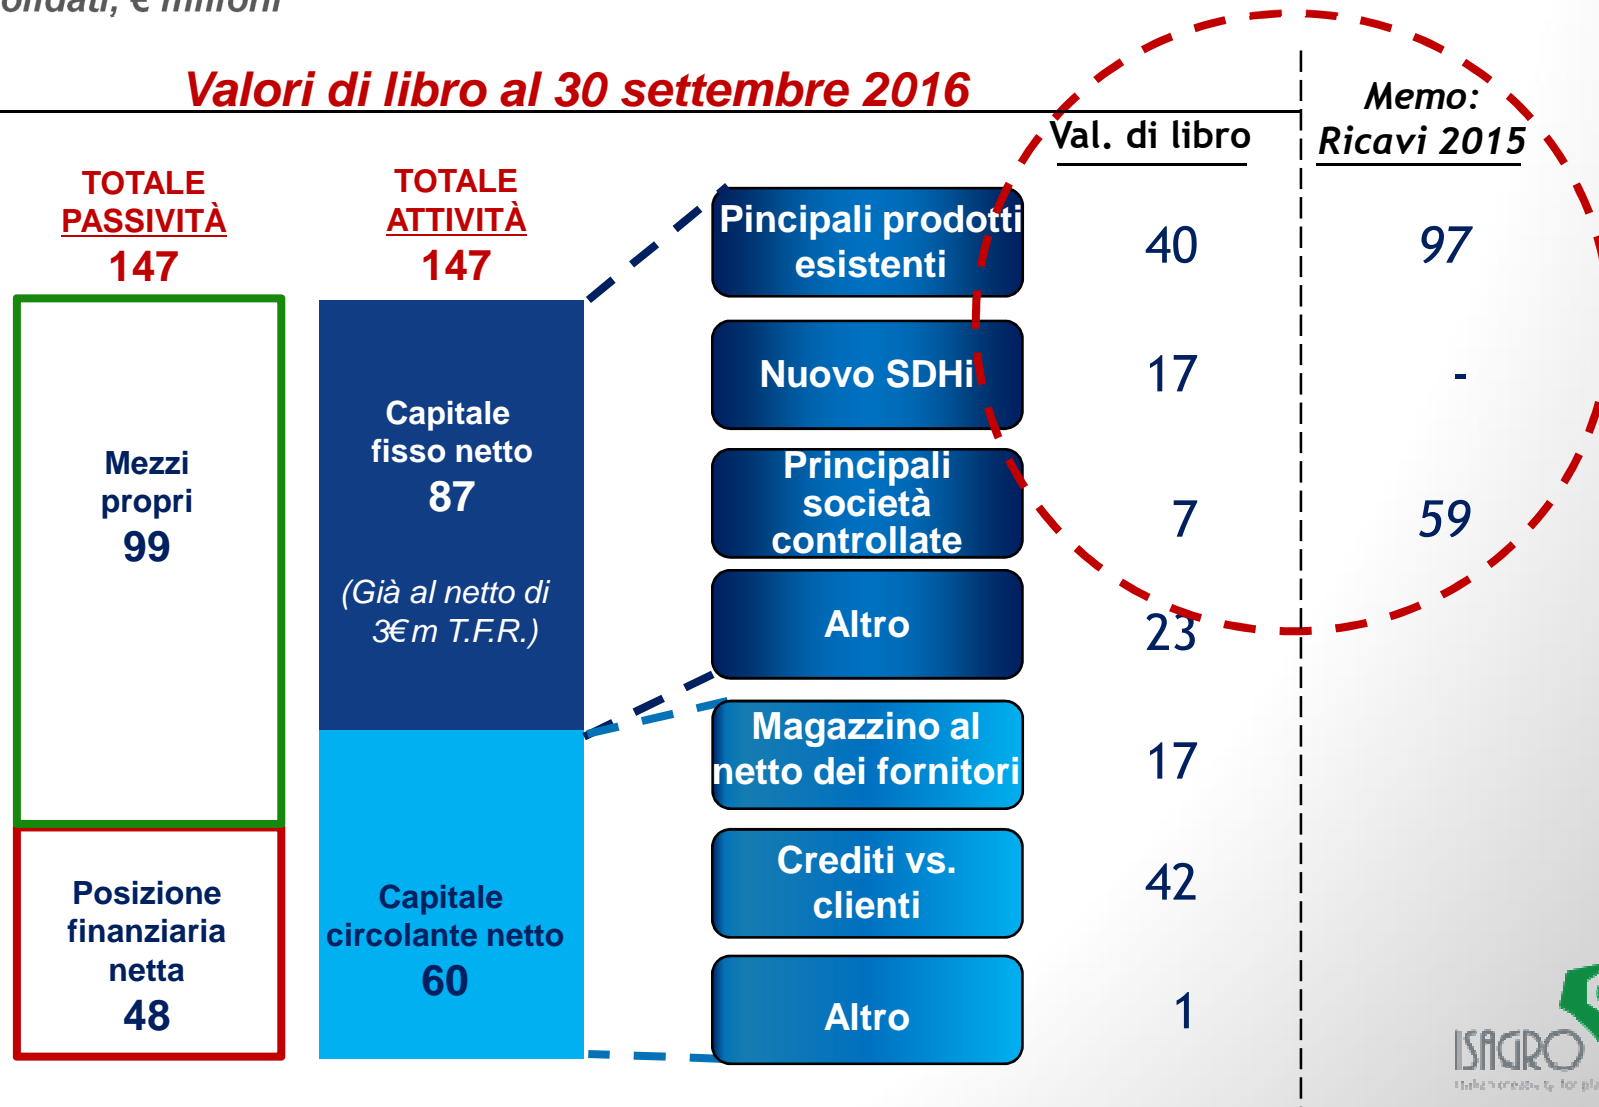 € milioni
Valori di libro al 30 settembre 2016
Val. di libro
Memo:
Ricavi 2015
TOTALE
PASSIVITÀ
147
TOTALE
ATTIVITÀ
147
Mezzi
propri
99
Posizione
finanziaria
netta
48
Capitale
fisso netto
87
(Già al netto di
3€m T.F.R.)
Capitale
circolante netto
60
Pincipali prodotti
esistenti
40
97
Nuovo SDHi
17
-
Principali
società
controllate
7
59
Altro
23
Magazzino al
netto dei fornitori
17
Crediti vs.
clienti
42
Altro
1
ISAGRO